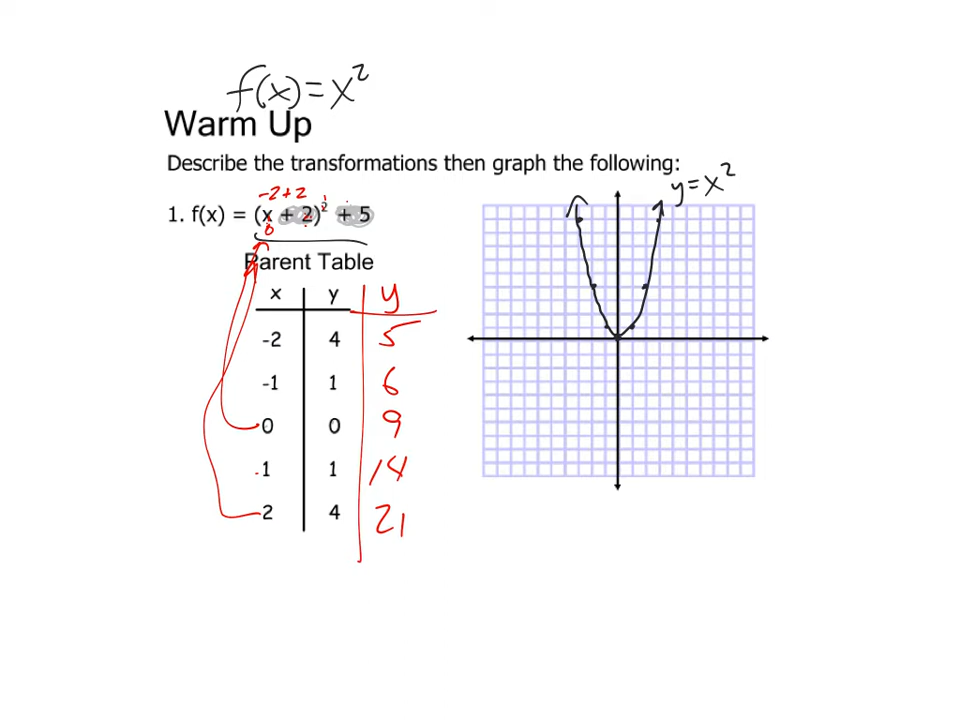 f(x) = x²
Warm Up
Describe the transformations then graph the following:
y = x²
-2 + 2
1. f(x) = (x + 2)² + 5
0
Parent Table
x y y
-2 4 5
-1 1 6
0 0 9
1 1 14
2 4 21